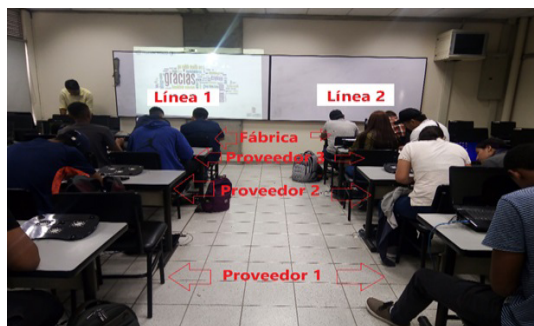 gracias
Línea 1
Línea 2
Fábrica
Proveedor 3
Proveedor 2
Proveedor 1